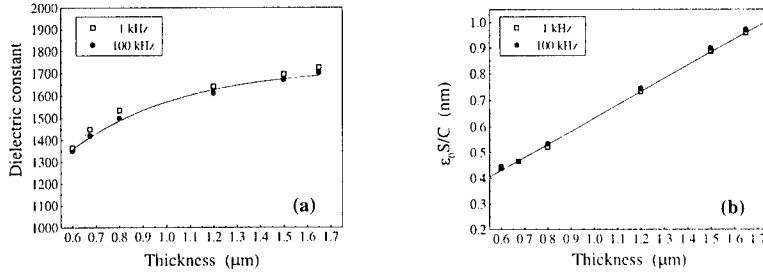 2000
1900
1800
1700
1600
1500
1400
1300
1200
1100
1000
Dielectric constant
1 kHz
100 kHz
(a)
0.6 0.7 0.8 0.9 1.0 1.1 1.2 1.3 1.4 1.5 1.6 1.7
Thickness (μm)
1.0
0.9
0.8
0.7
0.6
0.5
0.4
0.3
0.2
ε₀S/C (nm)
1 kHz
100 kHz
(b)
0.6 0.7 0.8 0.9 1.0 1.1 1.2 1.3 1.4 1.5 1.6 1.7
Thickness (μm)